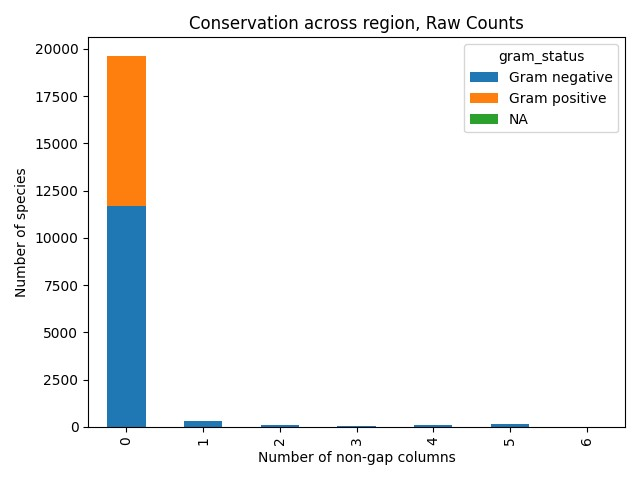 Conservation across region, Raw Counts
gram_status
Gram negative
Gram positive
NA
Number of species
20000
17500
15000
12500
10000
7500
5000
2500
0
0 1 2 3 4 5 6
Number of non-gap columns